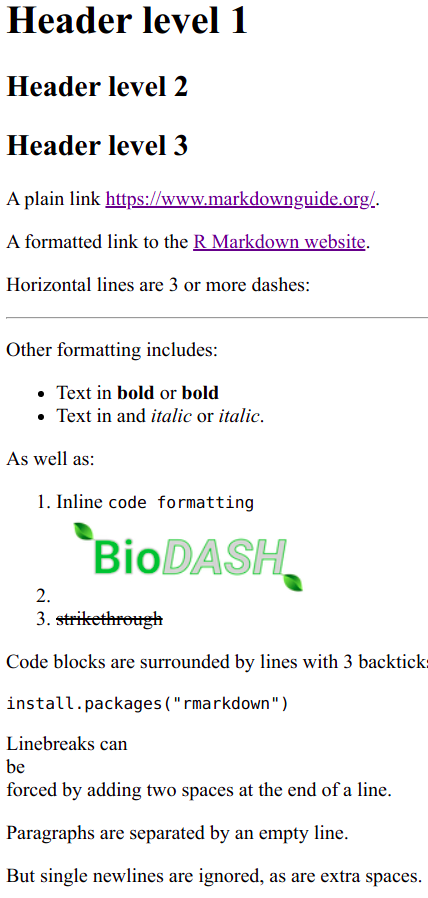 Header level 1
Header level 2
Header level 3
A plain link https://www.markdownguide.org/.
A formatted link to the R Markdown website.
Horizontal lines are 3 or more dashes:
Other formatting includes:
• Text in bold or bold
• Text in and italic or italic.
As well as:
1. Inline code formatting
BioDASH
2.
3. strikethrough
Code blocks are surrounded by lines with 3 backticks
install.packages("rmarkdown")
Linebreaks can
be
forced by adding two spaces at the end of a line.
Paragraphs are separated by an empty line.
But single newlines are ignored, as are extra spaces.